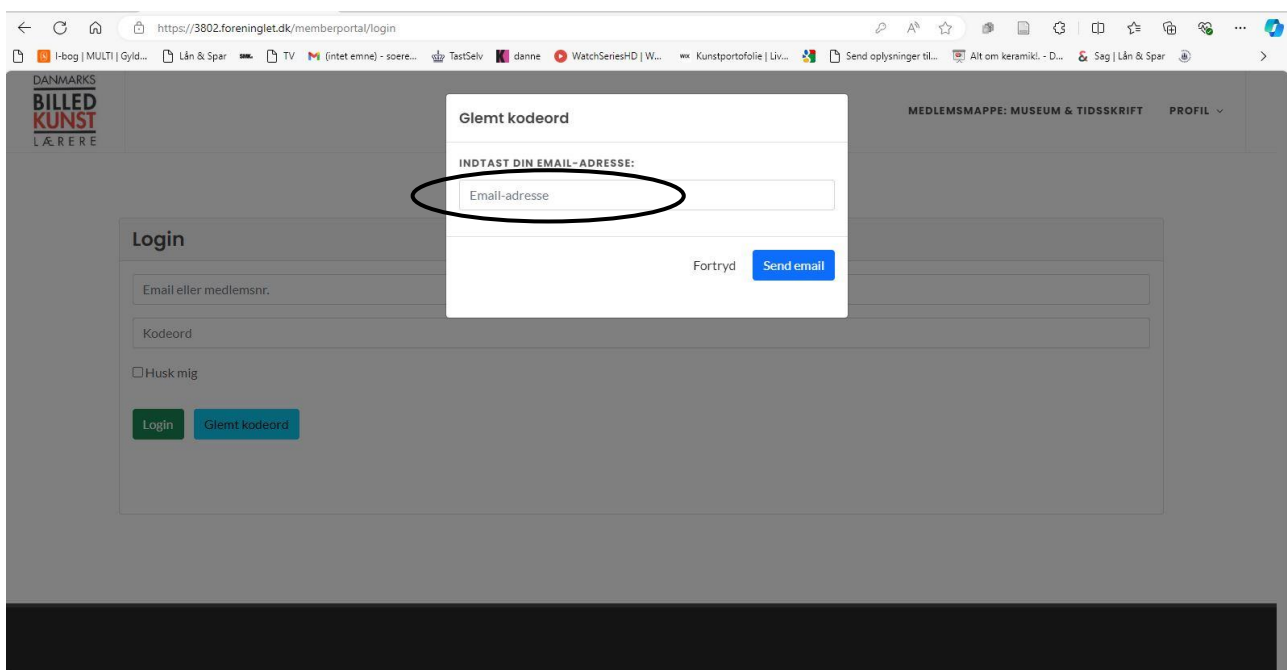 https://3802.foreninglet.dk/memberportal/login
I-bog | MULTI | Gyld... Lån & Spar SMK. TV (intet emne) - soere... TastSelv danne WatchSeriesHD | W... WIX Kunstportofolie | Liv... Send oplysninger til... Alt om keramik!. - D... Sag | Lån & Spar
DANMARKS
BILLED
KUNST
LÆRERE
MEDLEMSMAPPE: MUSEUM & TIDSSKRIFT PROFIL
Glemt kodeord
INDTAST DIN EMAIL-ADRESSE:
Email-adresse
Fortryd Send email
Login
Email eller medlemsnr.
Kodeord
Husk mig
Login Glemt kodeord